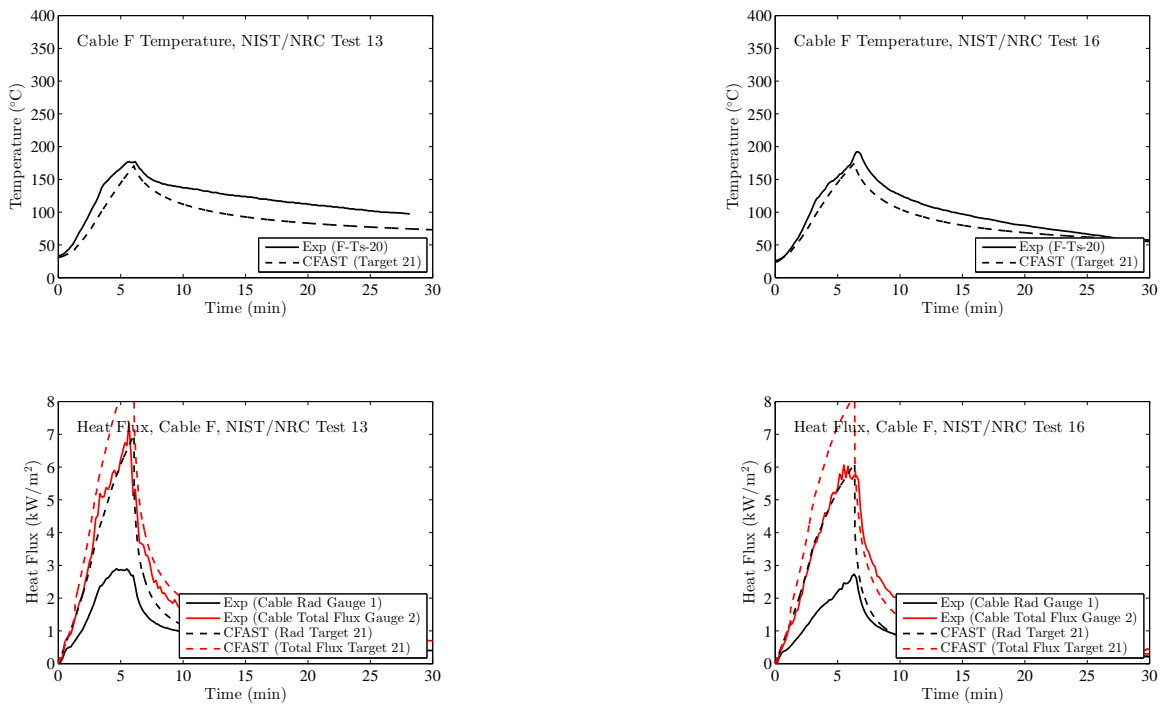 Cable F Temperature, NIST/NRC Test 13
Temperature (°C)
400
350
300
250
200
150
100
50
0
0 5 10 15 20 25 30
Time (min)
Exp (F-Ts-20)
CFAST (Target 21)
Cable F Temperature, NIST/NRC Test 16
Temperature (°C)
400
350
300
250
200
150
100
50
0
0 5 10 15 20 25 30
Time (min)
Exp (F-Ts-20)
CFAST (Target 21)
Heat Flux, Cable F, NIST/NRC Test 13
Heat Flux (kW/m²)
8
7
6
5
4
3
2
1
0
0 5 10 15 20 25 30
Time (min)
Exp (Cable Rad Gauge 1)
Exp (Cable Total Flux Gauge 2)
CFAST (Rad Target 21)
CFAST (Total Flux Target 21)
Heat Flux, Cable F, NIST/NRC Test 16
Heat Flux (kW/m²)
8
7
6
5
4
3
2
1
0
0 5 10 15 20 25 30
Time (min)
Exp (Cable Rad Gauge 1)
Exp (Cable Total Flux Gauge 2)
CFAST (Rad Target 21)
CFAST (Total Flux Target 21)